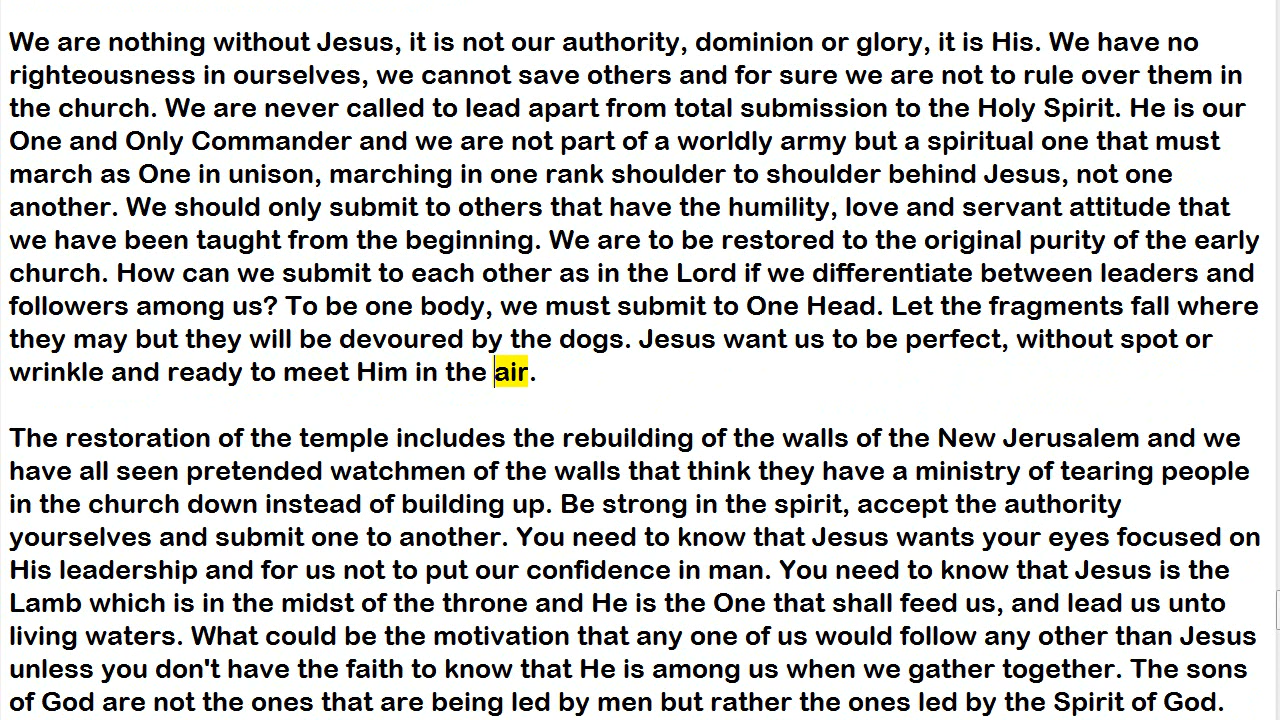 We are nothing without Jesus, it is not our authority, dominion or glory, it is His. We have no
righteousness in ourselves, we cannot save others and for sure we are not to rule over them in
the church. We are never called to lead apart from total submission to the Holy Spirit. He is our
One and Only Commander and we are not part of a worldly army but a spiritual one that must
march as One in unison, marching in one rank shoulder to shoulder behind Jesus, not one
another. We should only submit to others that have the humility, love and servant attitude that
we have been taught from the beginning. We are to be restored to the original purity of the early
church. How can we submit to each other as in the Lord if we differentiate between leaders and
followers among us? To be one body, we must submit to One Head. Let the fragments fall where
they may but they will be devoured by the dogs. Jesus want us to be perfect, without spot or
wrinkle and ready to meet Him in the air.
The restoration of the temple includes the rebuilding of the walls of the New Jerusalem and we
have all seen pretended watchmen of the walls that think they have a ministry of tearing people
in the church down instead of building up. Be strong in the spirit, accept the authority
yourselves and submit one to another. You need to know that Jesus wants your eyes focused on
His leadership and for us not to put our confidence in man. You need to know that Jesus is the
Lamb which is in the midst of the throne and He is the One that shall feed us, and lead us unto
living waters. What could be the motivation that any one of us would follow any other than Jesus
unless you don't have the faith to know that He is among us when we gather together. The sons
of God are not the ones that are being led by men but rather the ones led by the Spirit of God.